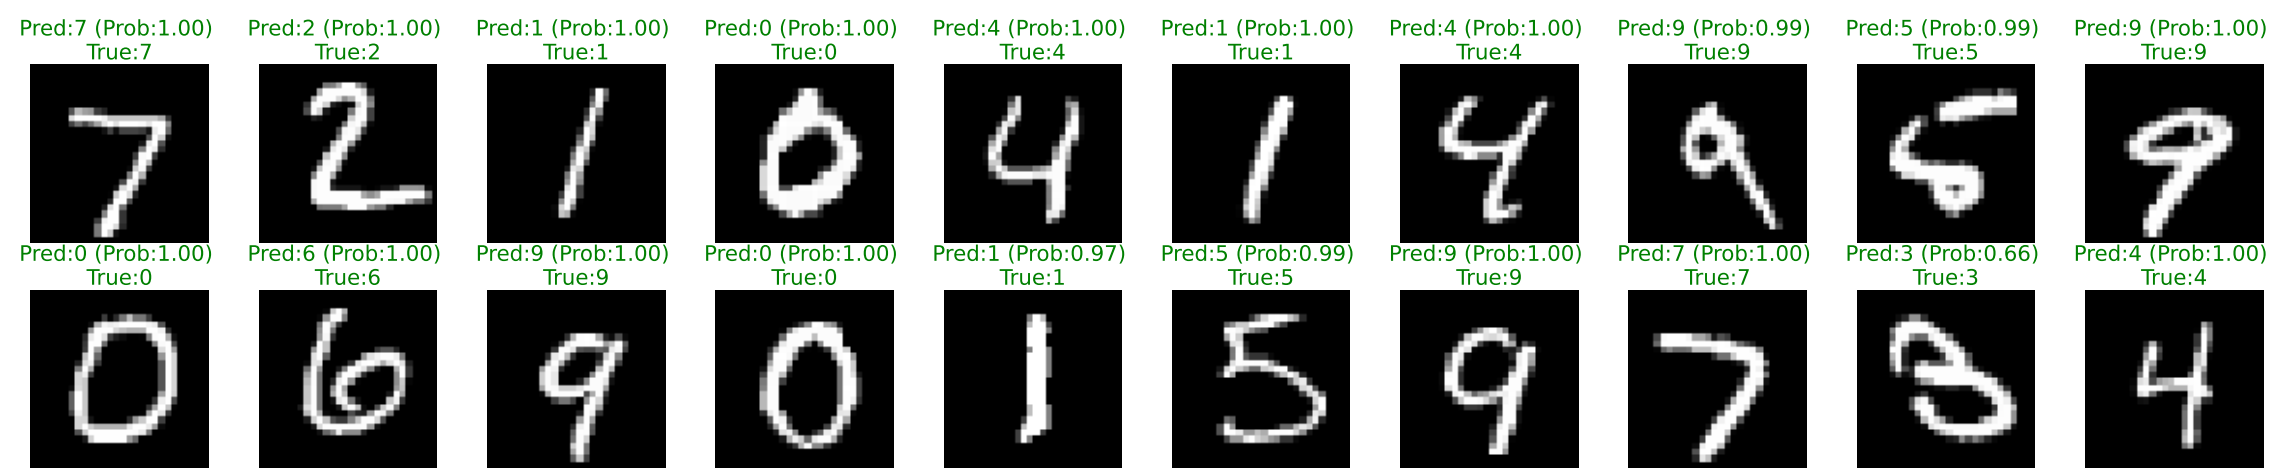 Pred:7 (Prob:1.00) Pred:2 (Prob:1.00) Pred:1 (Prob:1.00) Pred:0 (Prob:1.00) Pred:4 (Prob:1.00) Pred:1 (Prob:1.00) Pred:4 (Prob:1.00) Pred:9 (Prob:0.99) Pred:5 (Prob:0.99) Pred:9 (Prob:1.00)
True:7 True:2 True:1 True:0 True:4 True:1 True:4 True:9 True:5 True:9
7 2 1 0 4 1 4 9 5 9
Pred:0 (Prob:1.00) Pred:6 (Prob:1.00) Pred:9 (Prob:1.00) Pred:0 (Prob:1.00) Pred:1 (Prob:0.97) Pred:5 (Prob:0.99) Pred:9 (Prob:1.00) Pred:7 (Prob:1.00) Pred:3 (Prob:0.66) Pred:4 (Prob:1.00)
True:0 True:6 True:9 True:0 True:1 True:5 True:9 True:7 True:3 True:4
0 6 9 0 1 5 9 7 3 4